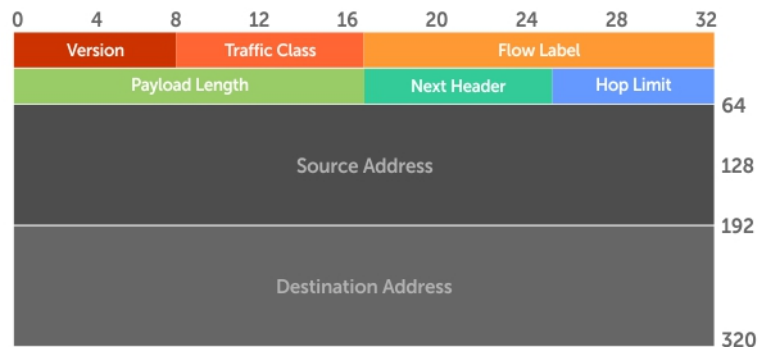 0 4 8 12 16 20 24 28 32
Version Traffic Class Flow Label
Payload Length Next Header Hop Limit
64
Source Address 128
192
Destination Address
320